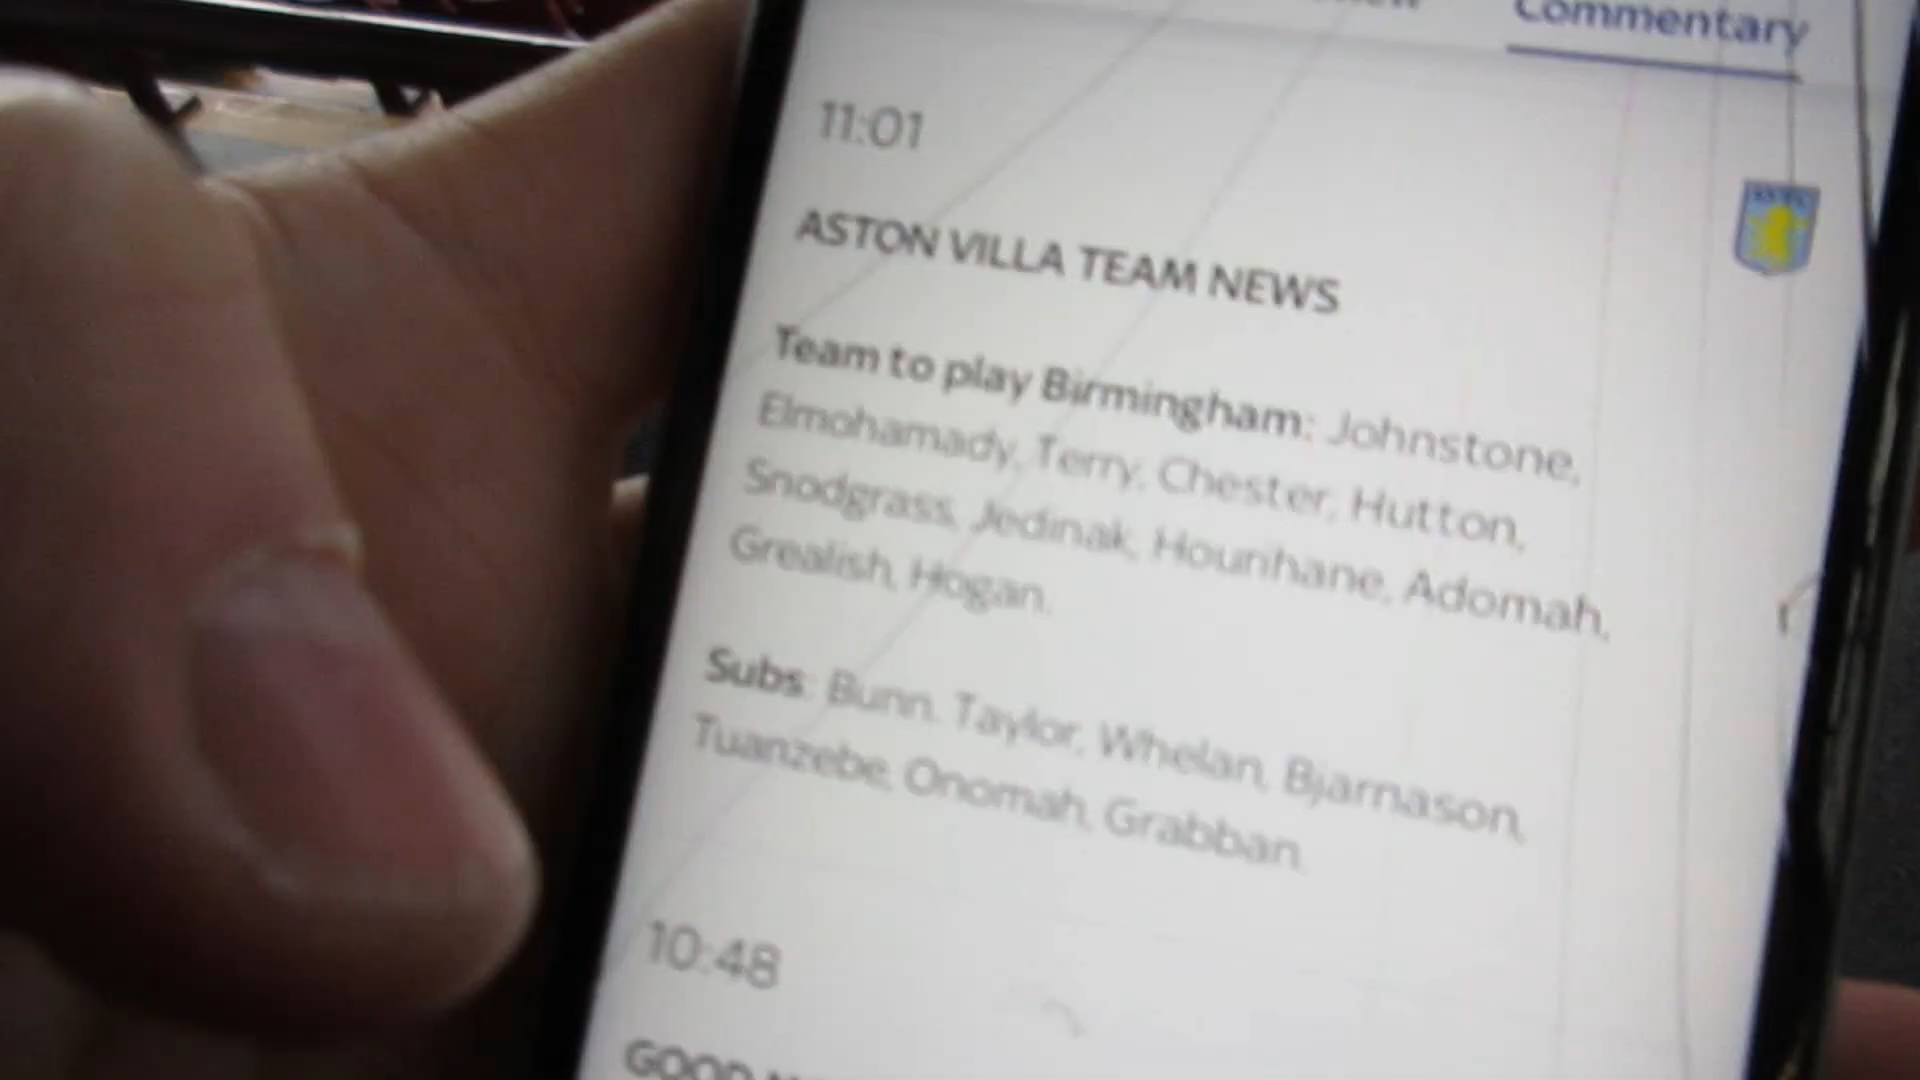 Commentary
11:01
ASTON VILLA TEAM NEWS
Team to play Birmingham: Johnstone,
Elmohamady, Terry, Chester, Hutton,
Snodgrass, Jedinak, Hourihane, Adomah,
Grealish, Hogan.
Subs: Bunn, Taylor, Whelan, Bjarnason,
Tuanzebe, Onomah, Grabban.
10:48
GOOD